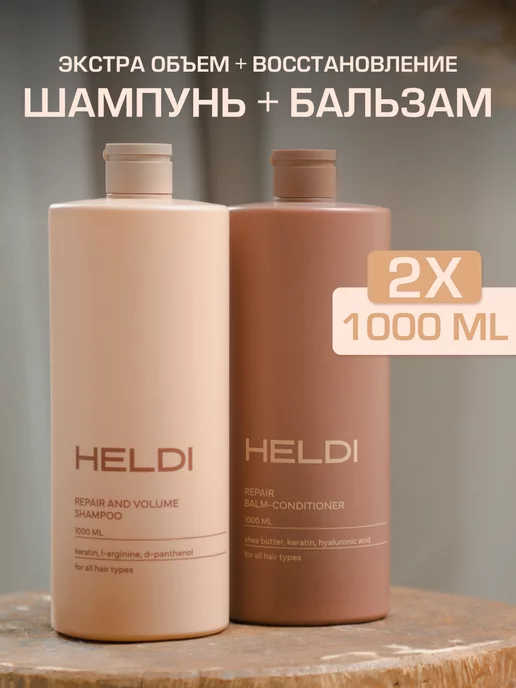 ЭКСТРА ОБЪЕМ + ВОССТАНОВЛЕНИЕ
ШАМПУНЬ + БАЛЬЗАМ
2X
1000 ML
HELDI
REPAIR AND VOLUME
SHAMPOO
1000 ML
keratin, l-arginine, d-panthenol
for all hair types
HELDI
REPAIR
BALM-CONDITIONER
1000 ML
shea butter, keratin, hyaluronic acid
for all hair types